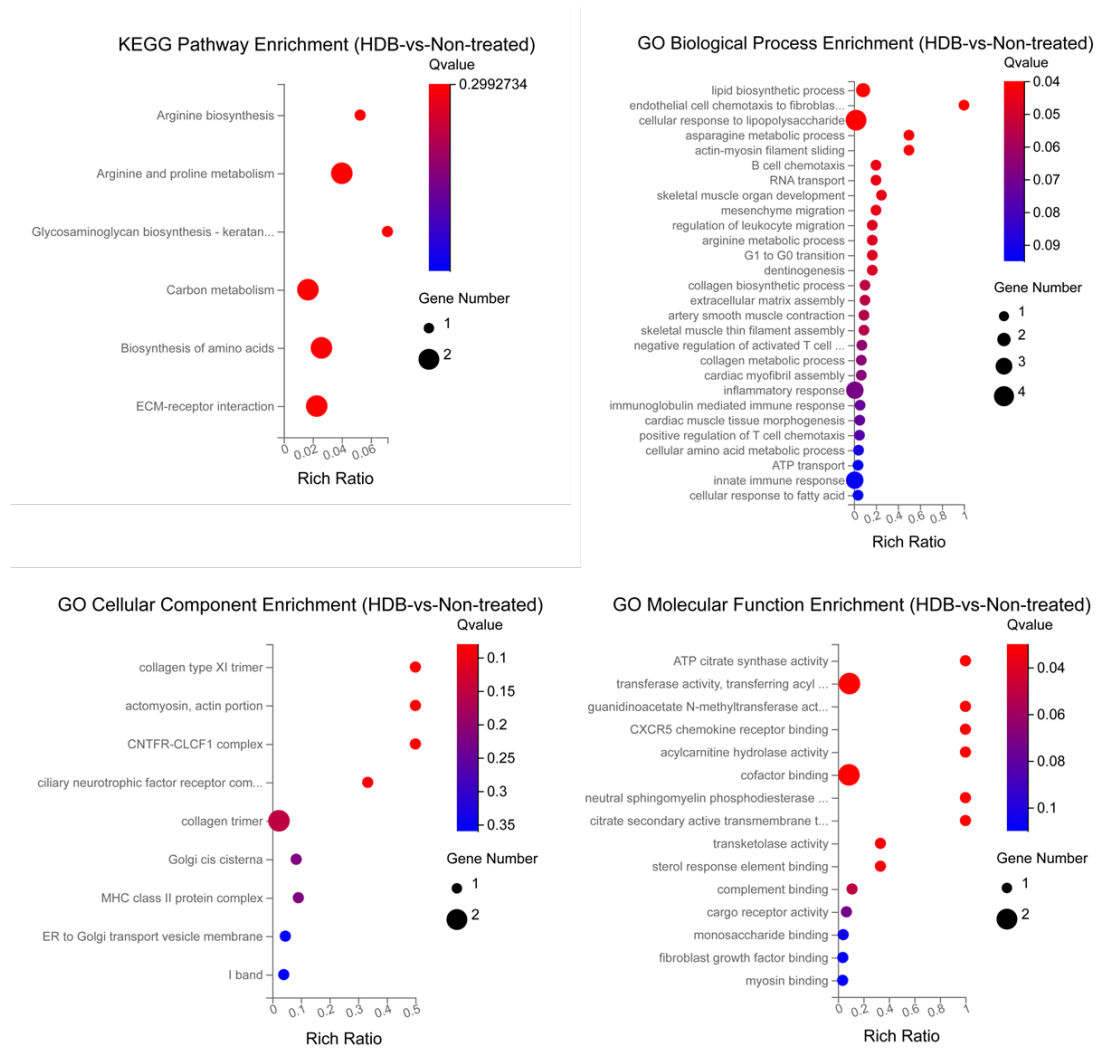 KEGG Pathway Enrichment (HDB-vs-Non-treated)
Qvalue
0.2992734
Arginine biosynthesis
Arginine and proline metabolism
Glycosaminoglycan biosynthesis - keratan...
Carbon metabolism
Biosynthesis of amino acids
ECM-receptor interaction
Gene Number
1
2
0 0.02 0.04 0.06
Rich Ratio
GO Biological Process Enrichment (HDB-vs-Non-treated)
Qvalue
0.04
0.05
0.06
0.07
0.08
0.09
lipid biosynthetic process
endothelial cell chemotaxis to fibroblas...
cellular response to lipopolysaccharide
asparagine metabolic process
actin-myosin filament sliding
B cell chemotaxis
RNA transport
skeletal muscle organ development
mesenchyme migration
regulation of leukocyte migration
arginine metabolic process
G1 to G0 transition
dentinogenesis
collagen biosynthetic process
extracellular matrix assembly
artery smooth muscle contraction
skeletal muscle thin filament assembly
negative regulation of activated T cell ...
collagen metabolic process
cardiac myofibril assembly
inflammatory response
immunoglobulin mediated immune response
cardiac muscle tissue morphogenesis
positive regulation of T cell chemotaxis
cellular amino acid metabolic process
ATP transport
innate immune response
cellular response to fatty acid
Gene Number
1
2
3
4
0 0.2 0.4 0.6 0.8 1
Rich Ratio
GO Cellular Component Enrichment (HDB-vs-Non-treated)
Qvalue
0.1
0.15
0.2
0.25
0.3
0.35
collagen type XI trimer
actomyosin, actin portion
CNTFR-CLCF1 complex
ciliary neurotrophic factor receptor com...
collagen trimer
Golgi cis cisterna
MHC class II protein complex
ER to Golgi transport vesicle membrane
I band
Gene Number
1
2
0 0.1 0.2 0.3 0.4 0.5
Rich Ratio
GO Molecular Function Enrichment (HDB-vs-Non-treated)
Qvalue
0.04
0.06
0.08
0.1
ATP citrate synthase activity
transferase activity, transferring acyl ...
guanidinoacetate N-methyltransferase act...
CXCR5 chemokine receptor binding
acylcarnitine hydrolase activity
cofactor binding
neutral sphingomyelin phosphodiesterase ...
citrate secondary active transmembrane t...
transketolase activity
sterol response element binding
complement binding
cargo receptor activity
monosaccharide binding
fibroblast growth factor binding
myosin binding
Gene Number
1
2
0 0.2 0.4 0.6 0.8 1
Rich Ratio